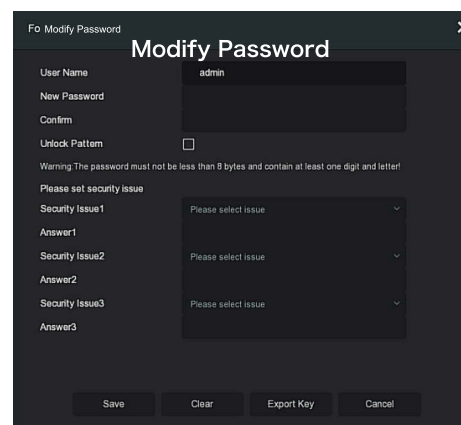 Fo Modify Password
Modify Password
User Name admin
New Password
Confirm
Unlock Pattern
Warning:The password must not be less than 8 bytes and contain at least one digit and letter!
Please set security issue
Security Issue1 Please select issue
Answer1
Security Issue2 Please select issue
Answer2
Security Issue3 Please select issue
Answer3
Save Clear Export Key Cancel